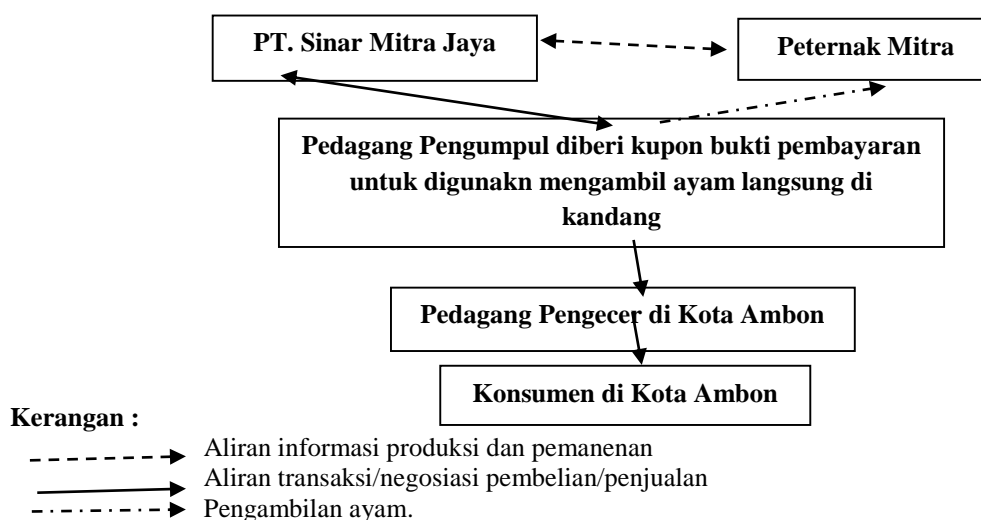 PT. Sinar Mitra Jaya
Peternak Mitra
Pedagang Pengumpul diberi kupon bukti pembayaran
untuk digunakn mengambil ayam langsung di
kandang
Pedagang Pengecer di Kota Ambon
Konsumen di Kota Ambon
Kerangan :
Aliran informasi produksi dan pemanenan
Aliran transaksi/negosiasi pembelian/penjualan
Pengambilan ayam.